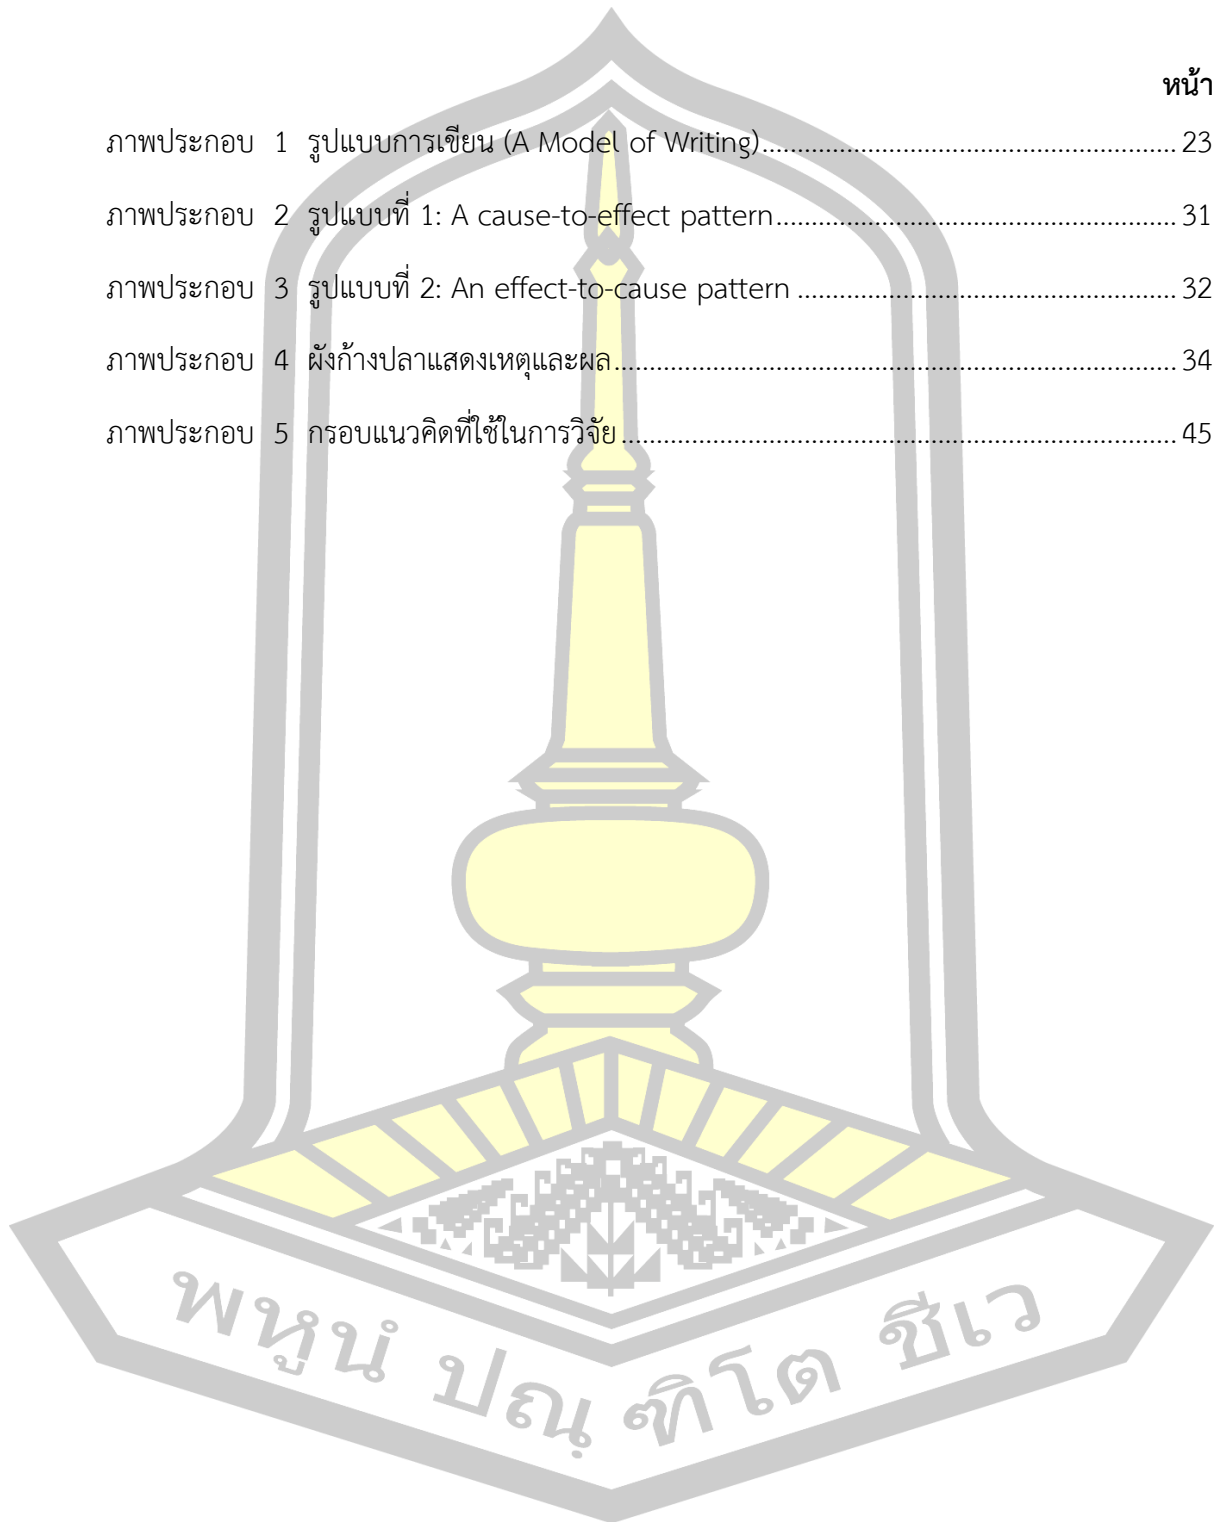 หน้า
ภาพประกอบ 1 รูปแบบการเขียน (A Model of Writing)........................................................ 23
ภาพประกอบ 2 รูปแบบที่ 1: A cause-to-effect pattern...................................................... 31
ภาพประกอบ 3 รูปแบบที่ 2: An effect-to-cause pattern ................................................... 32
ภาพประกอบ 4 ผังก้างปลาแสดงเหตุและผล............................................................................. 34
ภาพประกอบ 5 กรอบแนวคิดที่ใช้ในการวิจัย............................................................................ 45
พหูนํ ปณฺ ฑิโต ชีเว